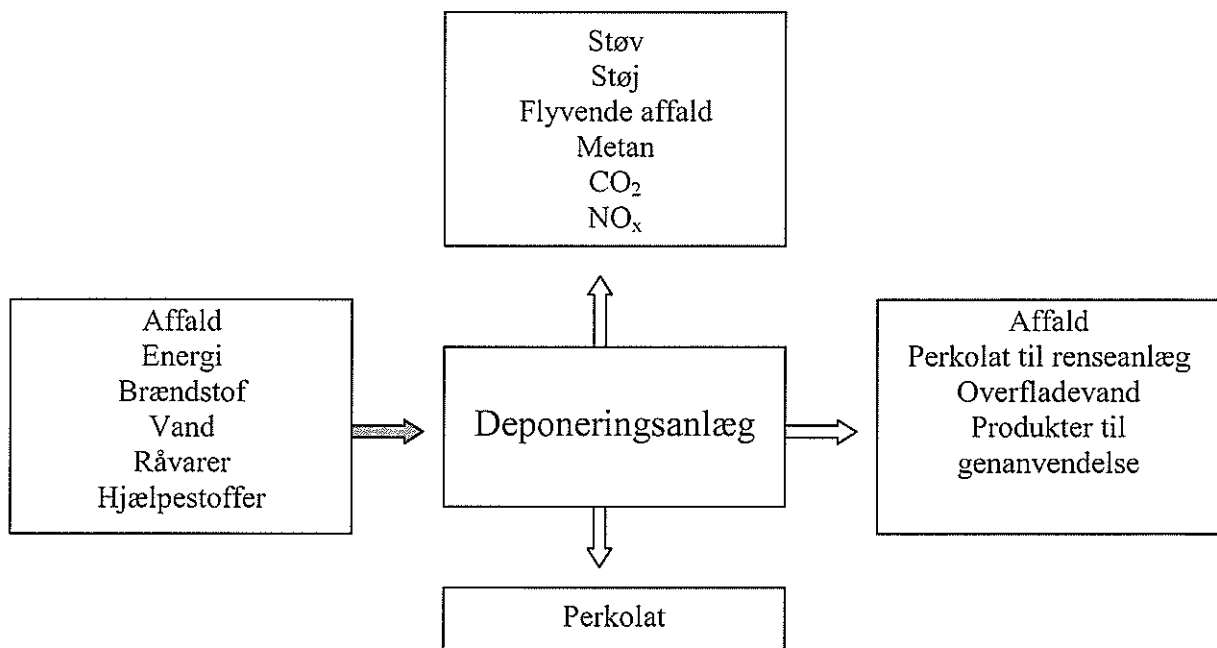 Støv
Støj
Flyvende affald
Metan
CO₂
NOₓ
Affald
Energi
Brændstof
Vand
Råvarer
Hjælpestoffer
Deponeringsanlæg
Affald
Perkolat til renseanlæg
Overfladevand
Produkter til
genanvendelse
Perkolat